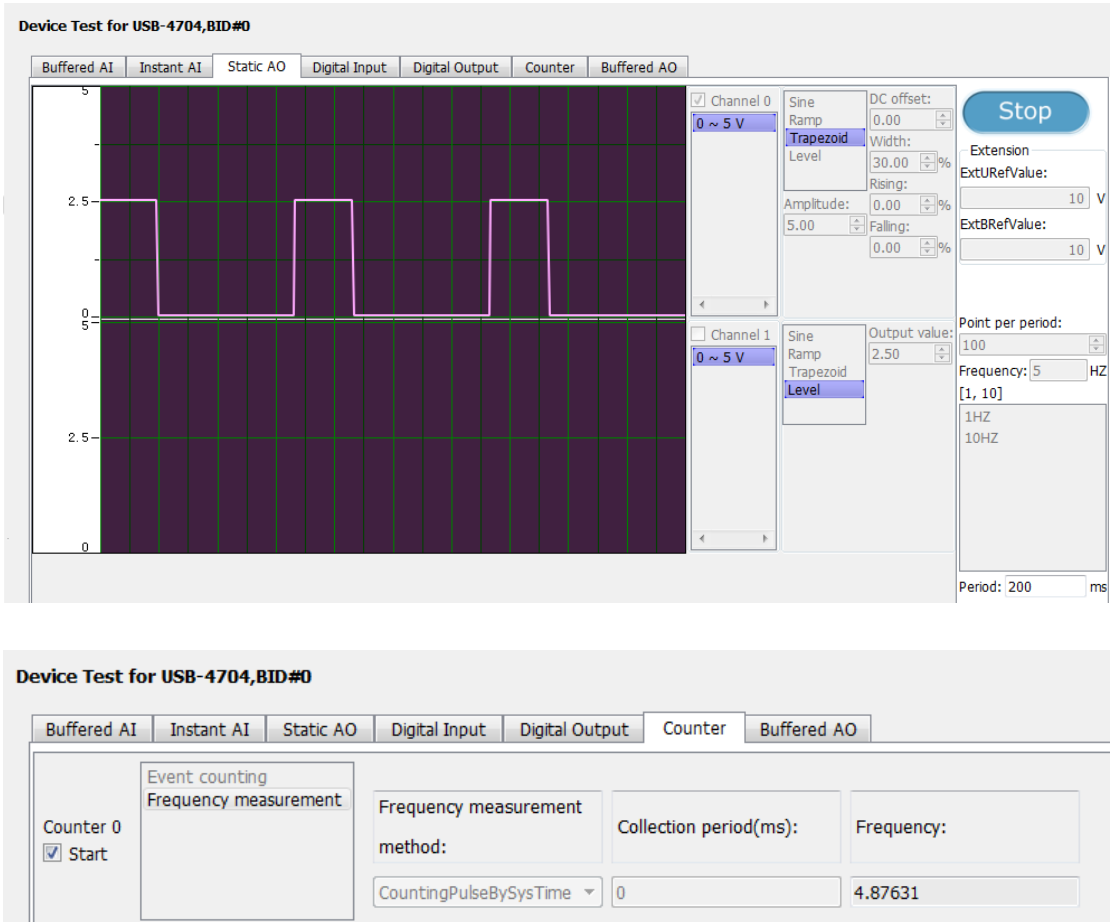 Device Test for USB-4704,BID#0
Buffered AI Instant AI Static AO Digital Input Digital Output Counter Buffered AO
5
2.5
0
Channel 0
0 ~ 5 V
Sine
Ramp
Trapezoid
Level
Amplitude:
5.00
DC offset:
0.00
Width:
30.00 %
Rising:
0.00 %
Falling:
0.00 %
Stop
Extension
ExtURefValue:
10 V
ExtBRefValue:
10 V
5
2.5
0
Channel 1
0 ~ 5 V
Sine
Ramp
Trapezoid
Level
Output value:
2.50
Point per period:
100
Frequency: 5 HZ
[1, 10]
1HZ
10HZ
Period: 200 ms
Device Test for USB-4704,BID#0
Buffered AI Instant AI Static AO Digital Input Digital Output Counter Buffered AO
Counter 0
Start
Event counting
Frequency measurement
Frequency measurement
method:
CountingPulseBySysTime
Collection period(ms):
0
Frequency:
4.87631